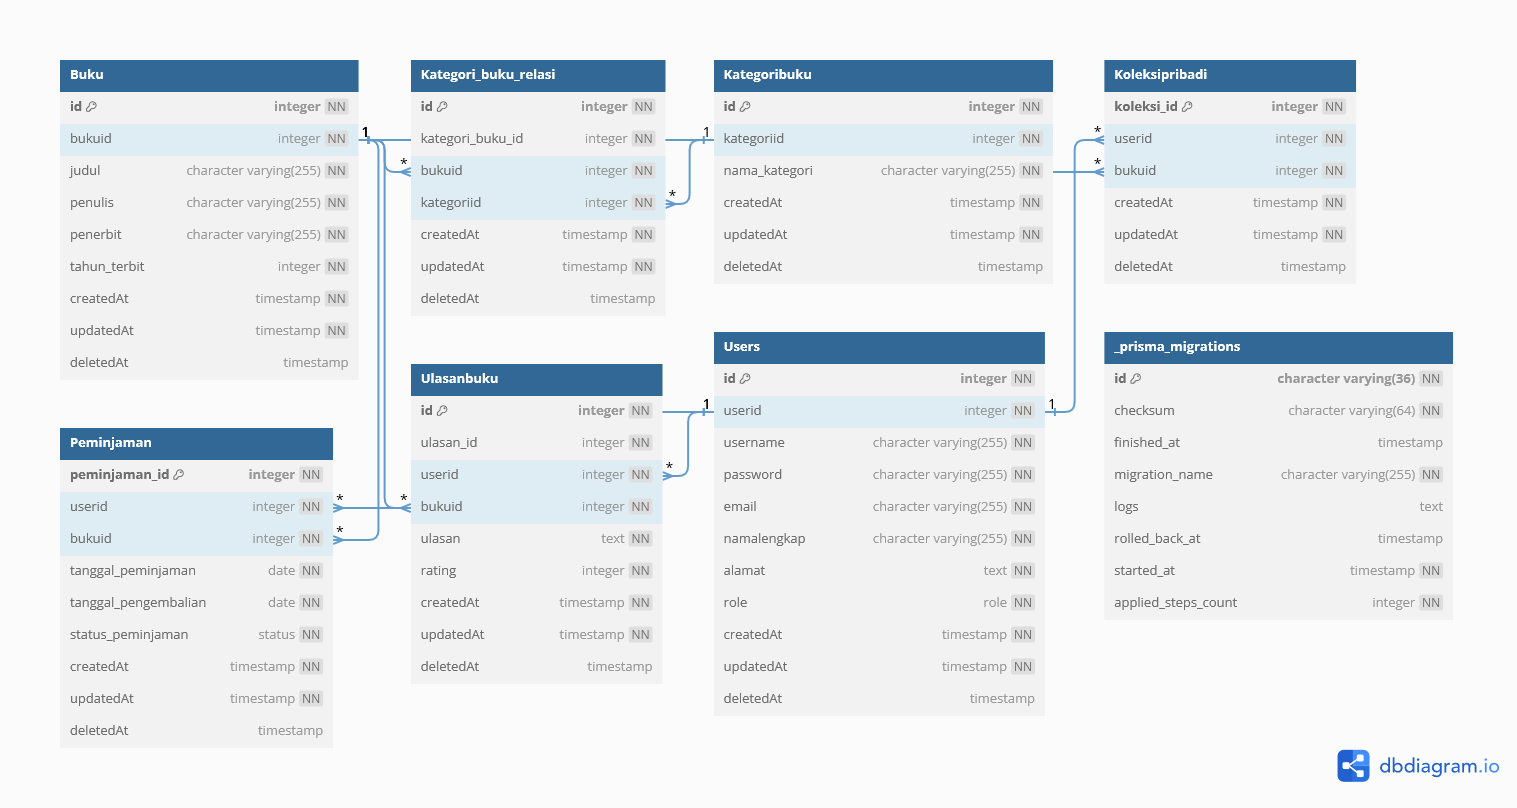 Buku
id integer NN
bukuid integer NN
judul character varying(255) NN
penulis character varying(255) NN
penerbit character varying(255) NN
tahun_terbit integer NN
createdAt timestamp NN
updatedAt timestamp NN
deletedAt timestamp
Kategori_buku_relasi
id integer NN
kategori_buku_id integer NN
bukuid integer NN
kategoriid integer NN
createdAt timestamp NN
updatedAt timestamp NN
deletedAt timestamp
Kategoribuku
id integer NN
kategoriid integer NN
nama_kategori character varying(255) NN
createdAt timestamp NN
updatedAt timestamp NN
deletedAt timestamp
Koleksipribadi
koleksi_id integer NN
userid integer NN
bukuid integer NN
createdAt timestamp NN
updatedAt timestamp NN
deletedAt timestamp
Peminjaman
peminjaman_id integer NN
userid integer NN
bukuid integer NN
tanggal_peminjaman date NN
tanggal_pengembalian date NN
status_peminjaman status NN
createdAt timestamp NN
updatedAt timestamp NN
deletedAt timestamp
Ulasanbuku
id integer NN
ulasan_id integer NN
userid integer NN
bukuid integer NN
ulasan text NN
rating integer NN
createdAt timestamp NN
updatedAt timestamp NN
deletedAt timestamp
Users
id integer NN
userid integer NN
username character varying(255) NN
password character varying(255) NN
email character varying(255) NN
namalengkap character varying(255) NN
alamat text NN
role role NN
createdAt timestamp NN
updatedAt timestamp NN
deletedAt timestamp
_prisma_migrations
id character varying(36) NN
checksum character varying(64) NN
finished_at timestamp
migration_name character varying(255) NN
logs text
rolled_back_at timestamp
started_at timestamp NN
applied_steps_count integer NN
1
*
1
*
*
*
*
*
*
1
*
1
dbdiagram.io